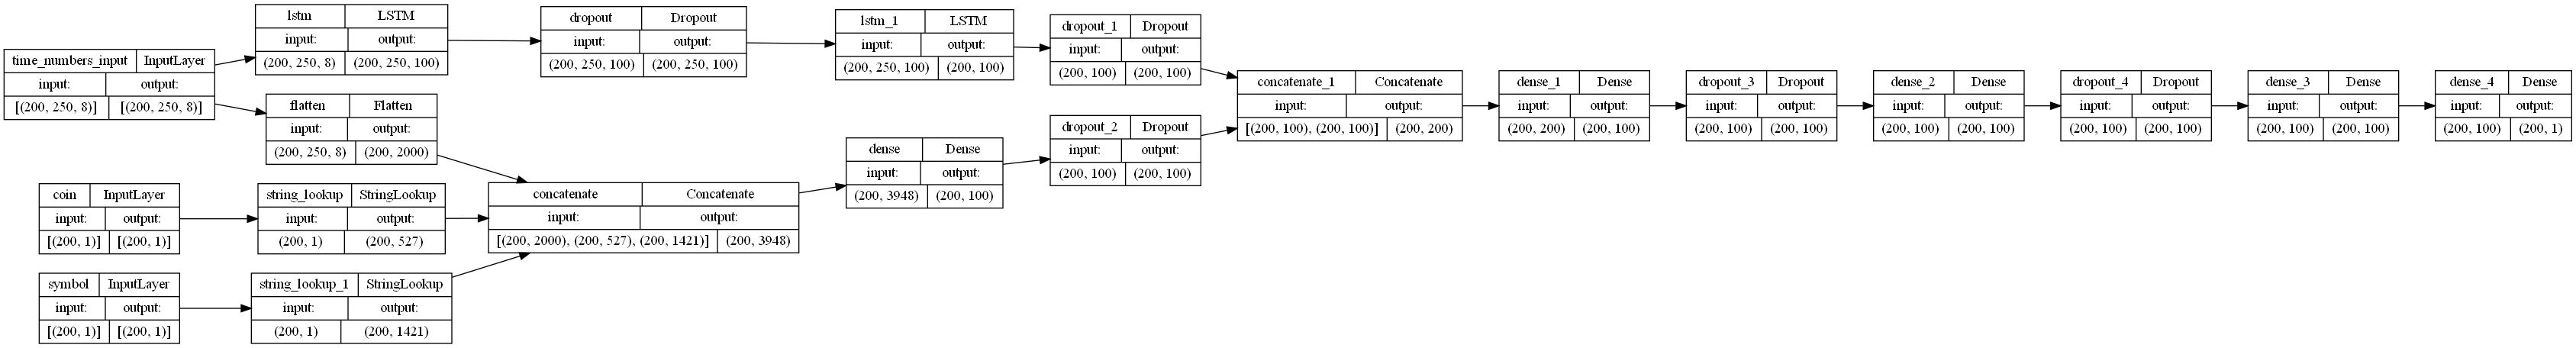 time_numbers_input InputLayer
input: output:
[(200, 250, 8)] [(200, 250, 8)]
lstm LSTM
input: output:
(200, 250, 8) (200, 250, 100)
dropout Dropout
input: output:
(200, 250, 100) (200, 250, 100)
lstm_1 LSTM
input: output:
(200, 250, 100) (200, 100)
dropout_1 Dropout
input: output:
(200, 100) (200, 100)
flatten Flatten
input: output:
(200, 250, 8) (200, 2000)
coin InputLayer
input: output:
[(200, 1)] [(200, 1)]
string_lookup StringLookup
input: output:
(200, 1) (200, 527)
symbol InputLayer
input: output:
[(200, 1)] [(200, 1)]
string_lookup_1 StringLookup
input: output:
(200, 1) (200, 1421)
concatenate Concatenate
input: output:
[(200, 2000), (200, 527), (200, 1421)] (200, 3948)
dense Dense
input: output:
(200, 3948) (200, 100)
dropout_2 Dropout
input: output:
(200, 100) (200, 100)
concatenate_1 Concatenate
input: output:
[(200, 100), (200, 100)] (200, 200)
dense_1 Dense
input: output:
(200, 200) (200, 100)
dropout_3 Dropout
input: output:
(200, 100) (200, 100)
dense_2 Dense
input: output:
(200, 100) (200, 100)
dropout_4 Dropout
input: output:
(200, 100) (200, 100)
dense_3 Dense
input: output:
(200, 100) (200, 100)
dense_4 Dense
input: output:
(200, 100) (200, 1)